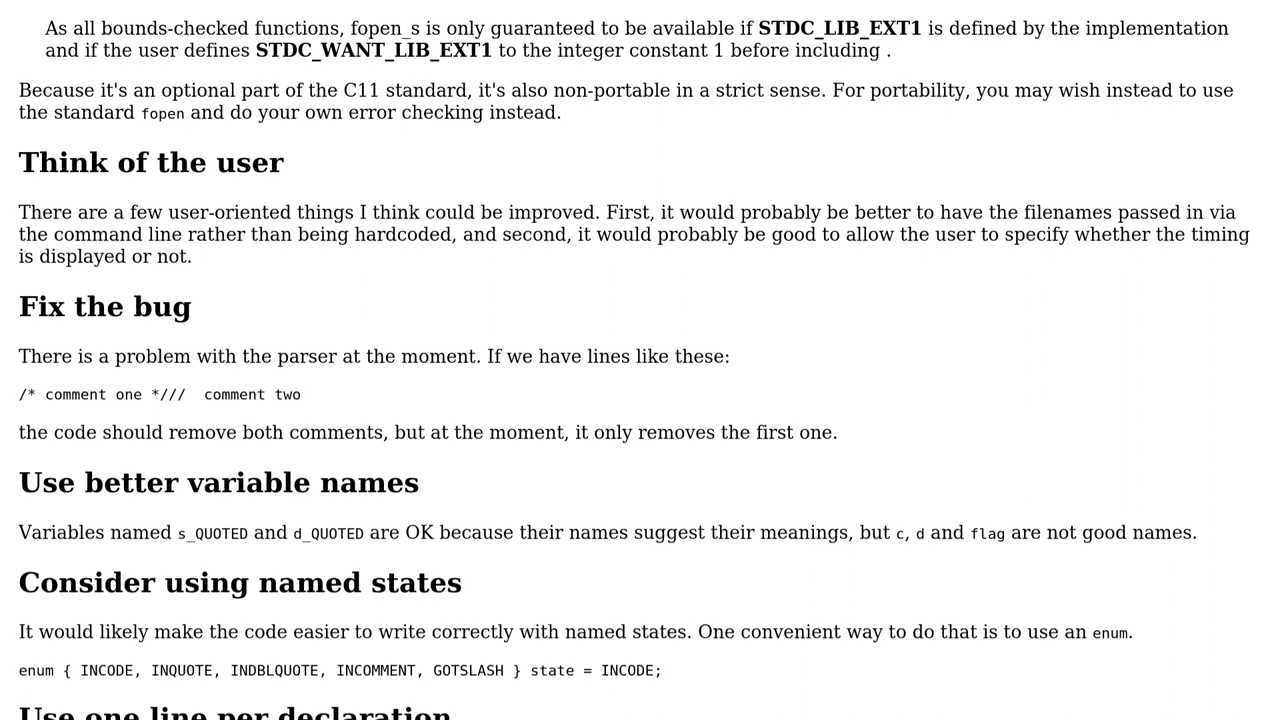 As all bounds-checked functions, fopen_s is only guaranteed to be available if STDC_LIB_EXT1 is defined by the implementation
and if the user defines STDC_WANT_LIB_EXT1 to the integer constant 1 before including .
Because it's an optional part of the C11 standard, it's also non-portable in a strict sense. For portability, you may wish instead to use
the standard fopen and do your own error checking instead.
Think of the user
There are a few user-oriented things I think could be improved. First, it would probably be better to have the filenames passed in via
the command line rather than being hardcoded, and second, it would probably be good to allow the user to specify whether the timing
is displayed or not.
Fix the bug
There is a problem with the parser at the moment. If we have lines like these:
/* comment one *///  comment two
the code should remove both comments, but at the moment, it only removes the first one.
Use better variable names
Variables named s_QUOTED and d_QUOTED are OK because their names suggest their meanings, but c, d and flag are not good names.
Consider using named states
It would likely make the code easier to write correctly with named states. One convenient way to do that is to use an enum.
enum { INCODE, INQUOTE, INDBLQUOTE, INCOMMENT, GOTSLASH } state = INCODE;
Use one line per declaration